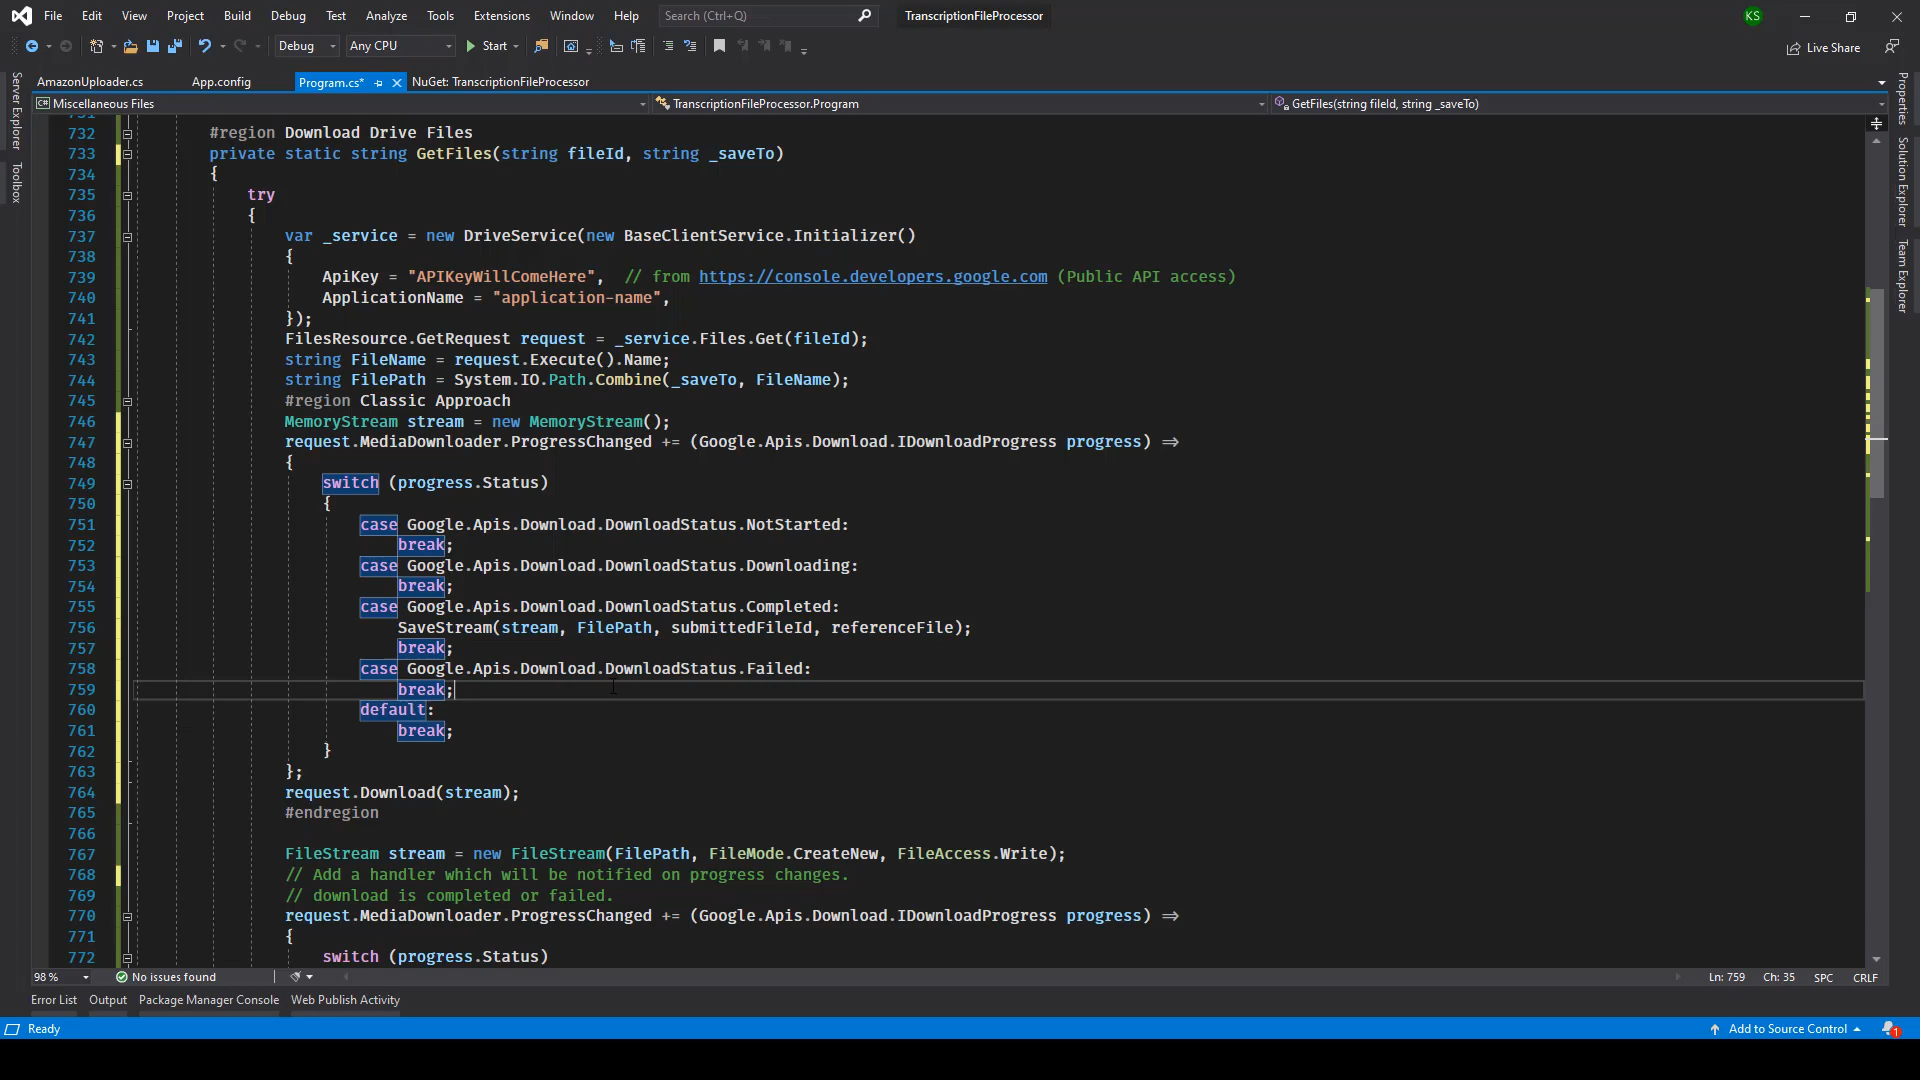 File Edit View Project Build Debug Test Analyze Tools Extensions Window Help Search (Ctrl+Q) TranscriptionFileProcessor KS
Debug Any CPU Start Live Share
AmazonUploader.cs App.config Program.cs* NuGet: TranscriptionFileProcessor
C# Miscellaneous Files TranscriptionFileProcessor.Program GetFiles(string fileId, string _saveTo)
Server Explorer
Toolbox
Properties
Solution Explorer
Team Explorer
731
732 #region Download Drive Files
733 private static string GetFiles(string fileId, string _saveTo)
734 {
735 try
736 {
737 var _service = new DriveService(new BaseClientService.Initializer()
738 {
739 ApiKey = "APIKeyWillComeHere", // from https://console.developers.google.com (Public API access)
740 ApplicationName = "application-name",
741 });
742 FilesResource.GetRequest request = _service.Files.Get(fileId);
743 string FileName = request.Execute().Name;
744 string FilePath = System.IO.Path.Combine(_saveTo, FileName);
745 #region Classic Approach
746 MemoryStream stream = new MemoryStream();
747 request.MediaDownloader.ProgressChanged += (Google.Apis.Download.IDownloadProgress progress) =>
748 {
749 switch (progress.Status)
750 {
751 case Google.Apis.Download.DownloadStatus.NotStarted:
752 break;
753 case Google.Apis.Download.DownloadStatus.Downloading:
754 break;
755 case Google.Apis.Download.DownloadStatus.Completed:
756 SaveStream(stream, FilePath, submittedFileId, referenceFile);
757 break;
758 case Google.Apis.Download.DownloadStatus.Failed:
759 break;
760 default:
761 break;
762 }
763 };
764 request.Download(stream);
765 #endregion
766
767 FileStream stream = new FileStream(FilePath, FileMode.CreateNew, FileAccess.Write);
768 // Add a handler which will be notified on progress changes.
769 // download is completed or failed.
770 request.MediaDownloader.ProgressChanged += (Google.Apis.Download.IDownloadProgress progress) =>
771 {
772 switch (progress.Status)
98 % No issues found Ln: 759 Ch: 35 SPC CRLF
Error List Output Package Manager Console Web Publish Activity
Ready Add to Source Control 1